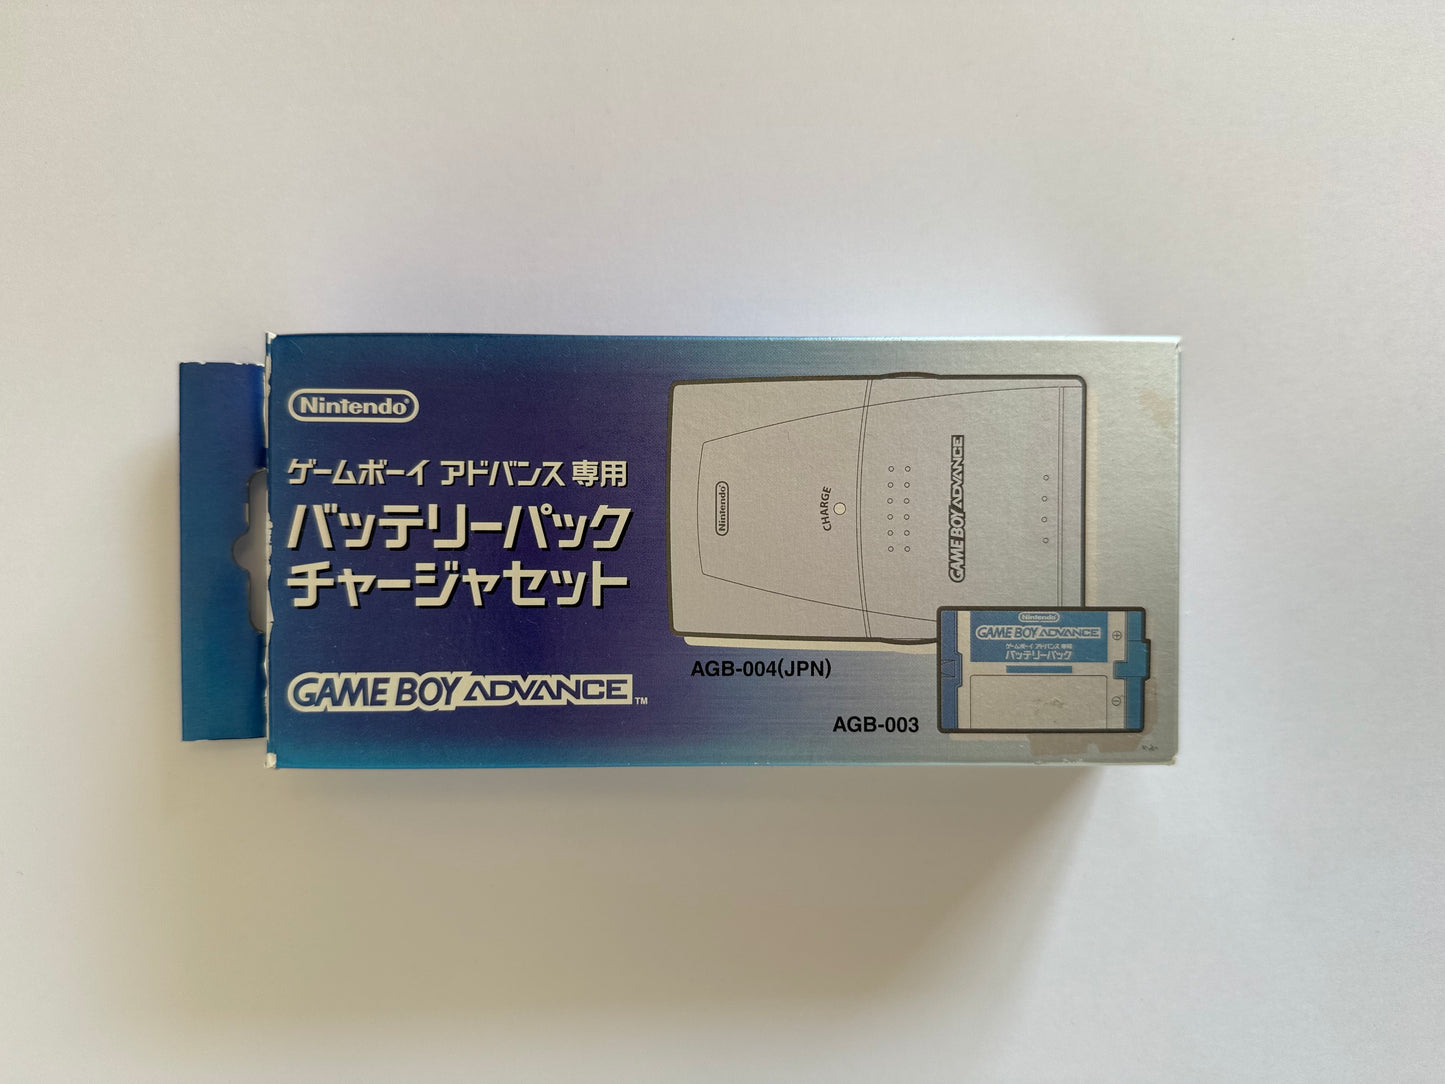 Nintendo®
ゲームボーイ アドバンス 専用
バッテリーパック
チャージャセット
GAME BOY ADVANCE™
Nintendo
CHARGE
GAME BOY ADVANCE
AGB-004(JPN)
AGB-003
Nintendo
GAME BOY ADVANCE
ゲームボーイ アドバンス 専用
バッテリーパック